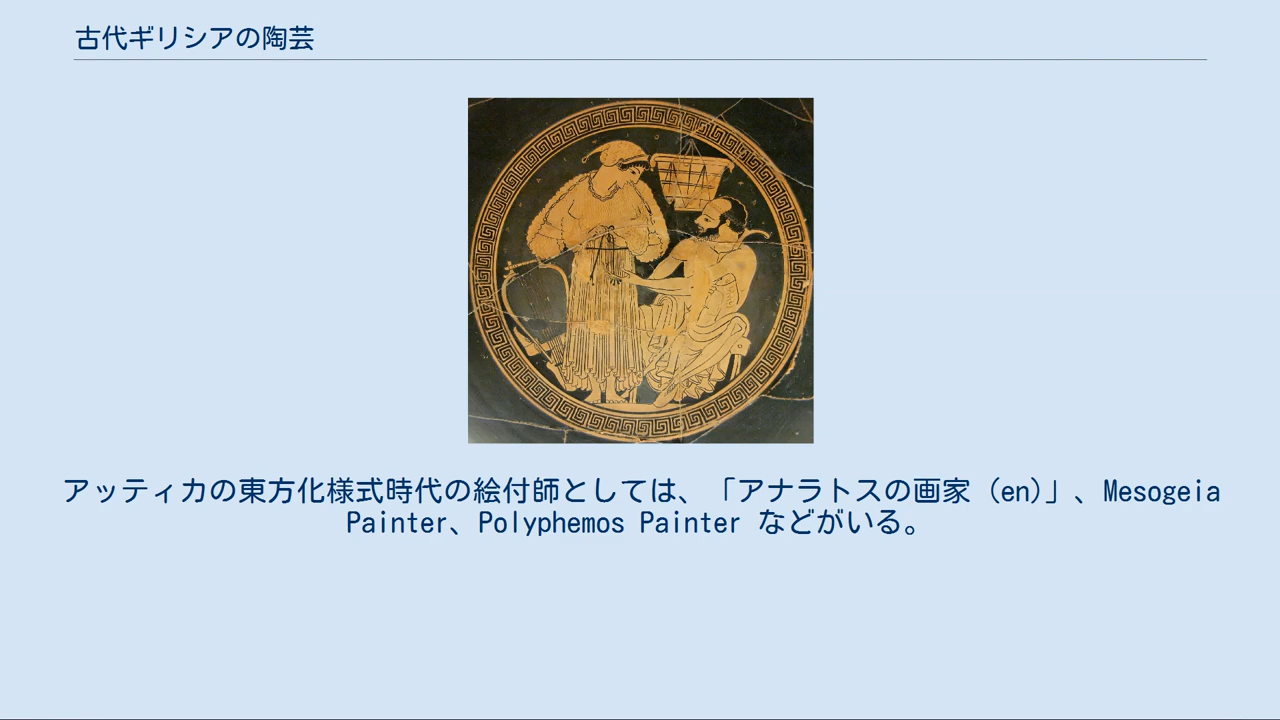 古代ギリシアの陶芸
アッティカの東方化様式時代の絵付師としては、「アナラトスの画家 (en)」、Mesogeia
Painter、Polyphemos Painter などがいる。